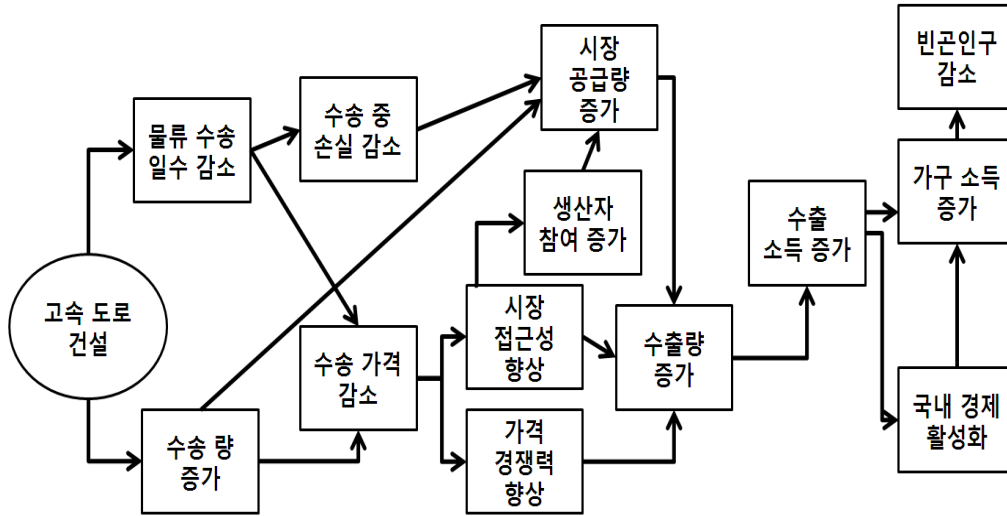 고속 도로
건설
물류 수송
일수 감소
수송 량
증가
수송 중
손실 감소
수송 가격
감소
시장
공급량
증가
생산자
참여 증가
시장
접근성
향상
가격
경쟁력
향상
수출량
증가
수출
소득 증가
빈곤인구
감소
가구 소득
증가
국내 경제
활성화